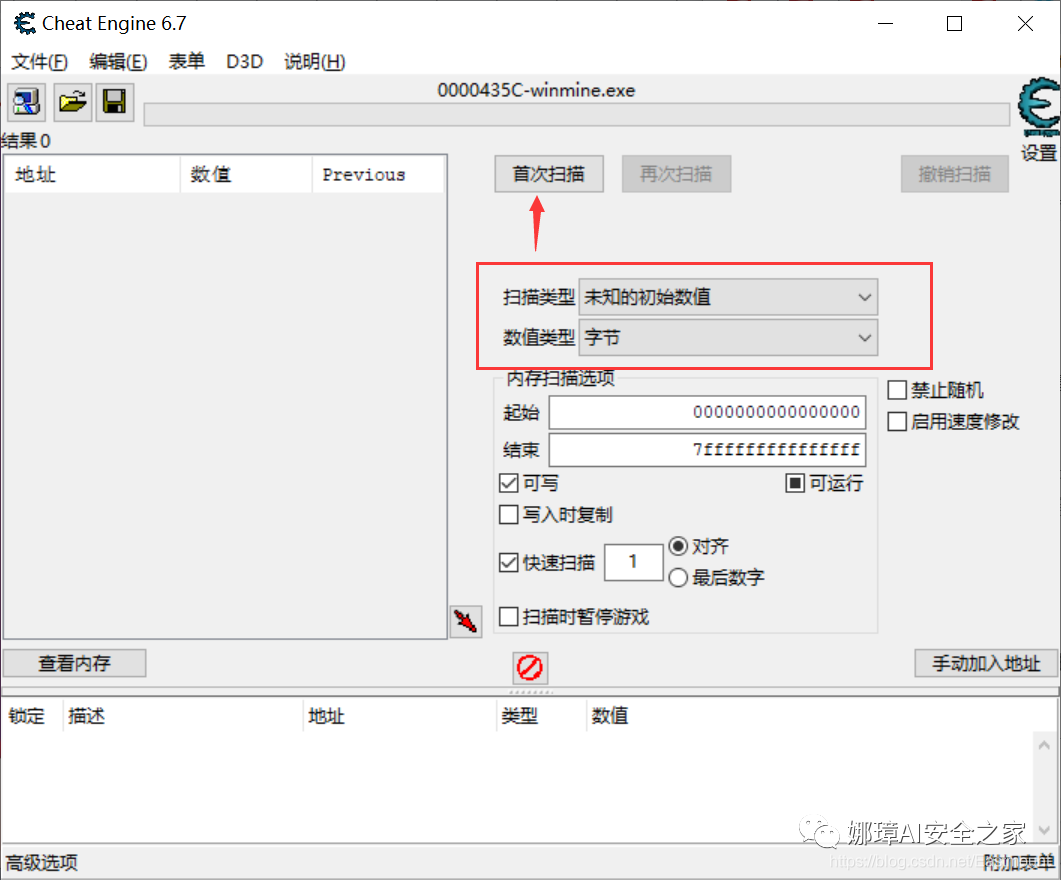 Cheat Engine 6.7
文件(F) 编辑(E) 表单 D3D 说明(H)
0000435C-winmine.exe
设置
结果 0
地址 数值 Previous
首次扫描 再次扫描 撤销扫描
扫描类型 未知的初始数值
数值类型 字节
内存扫描选项
起始 0000000000000000
结束 7fffffffffffffff
可写 可运行
写入时复制
快速扫描 1 对齐
最后数字
扫描时暂停游戏
禁止随机
启用速度修改
查看内存 手动加入地址
锁定 描述 地址 类型 数值
娜璋AI安全之家
高级选项 附加表单
https://blog.csdn.net/